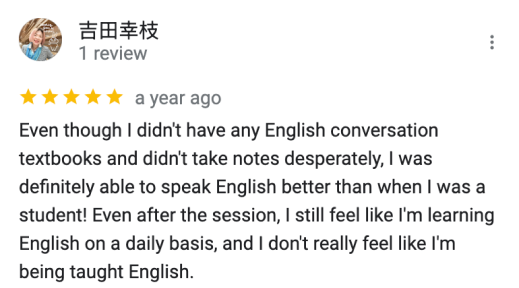 吉田幸枝
1 review
a year ago
Even though I didn't have any English conversation
textbooks and didn't take notes desperately, I was
definitely able to speak English better than when I was a
student! Even after the session, I still feel like I'm learning
English on a daily basis, and I don't really feel like I'm
being taught English.